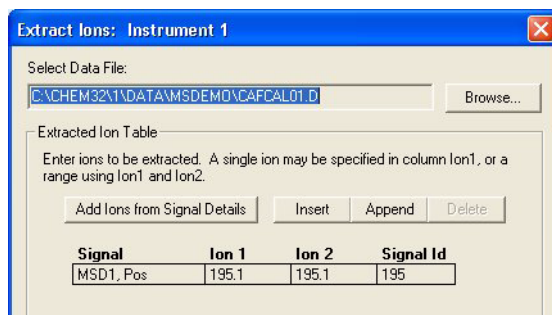 Extract Ions: Instrument 1
Select Data File:
C:\CHEM32\1\DATA\MSDEMO\CAFCAL01.D
Browse...
Extracted Ion Table
Enter ions to be extracted. A single ion may be specified in column Ion1, or a
range using Ion1 and Ion2.
Add Ions from Signal Details Insert Append Delete
Signal Ion 1 Ion 2 Signal Id
MSD1, Pos 195.1 195.1 195